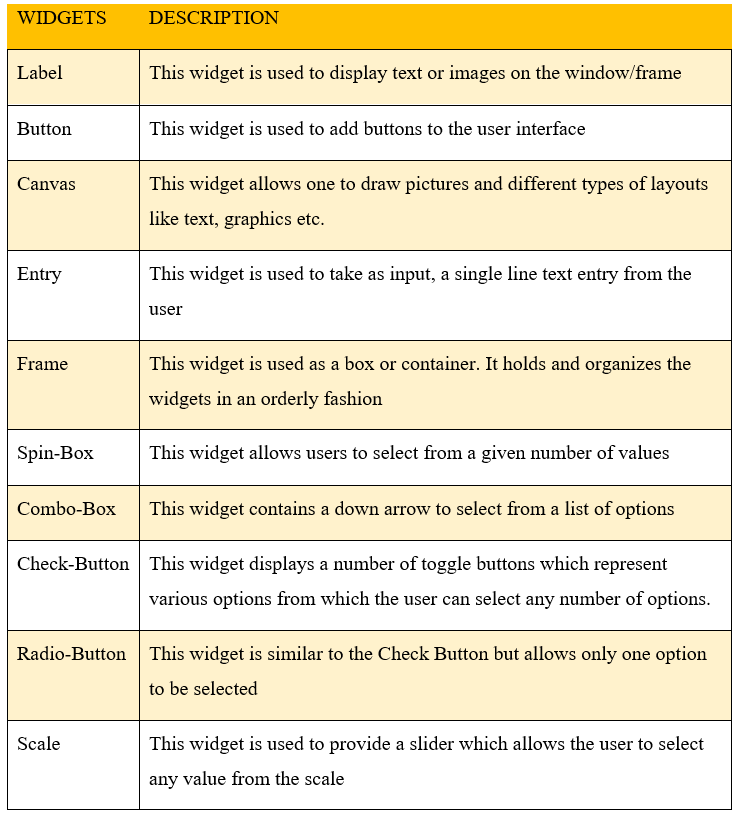 WIDGETS DESCRIPTION
Label This widget is used to display text or images on the window/frame
Button This widget is used to add buttons to the user interface
Canvas This widget allows one to draw pictures and different types of layouts
like text, graphics etc.
Entry This widget is used to take as input, a single line text entry from the
user
Frame This widget is used as a box or container. It holds and organizes the
widgets in an orderly fashion
Spin-Box This widget allows users to select from a given number of values
Combo-Box This widget contains a down arrow to select from a list of options
Check-Button This widget displays a number of toggle buttons which represent
various options from which the user can select any number of options.
Radio-Button This widget is similar to the Check Button but allows only one option
to be selected
Scale This widget is used to provide a slider which allows the user to select
any value from the scale